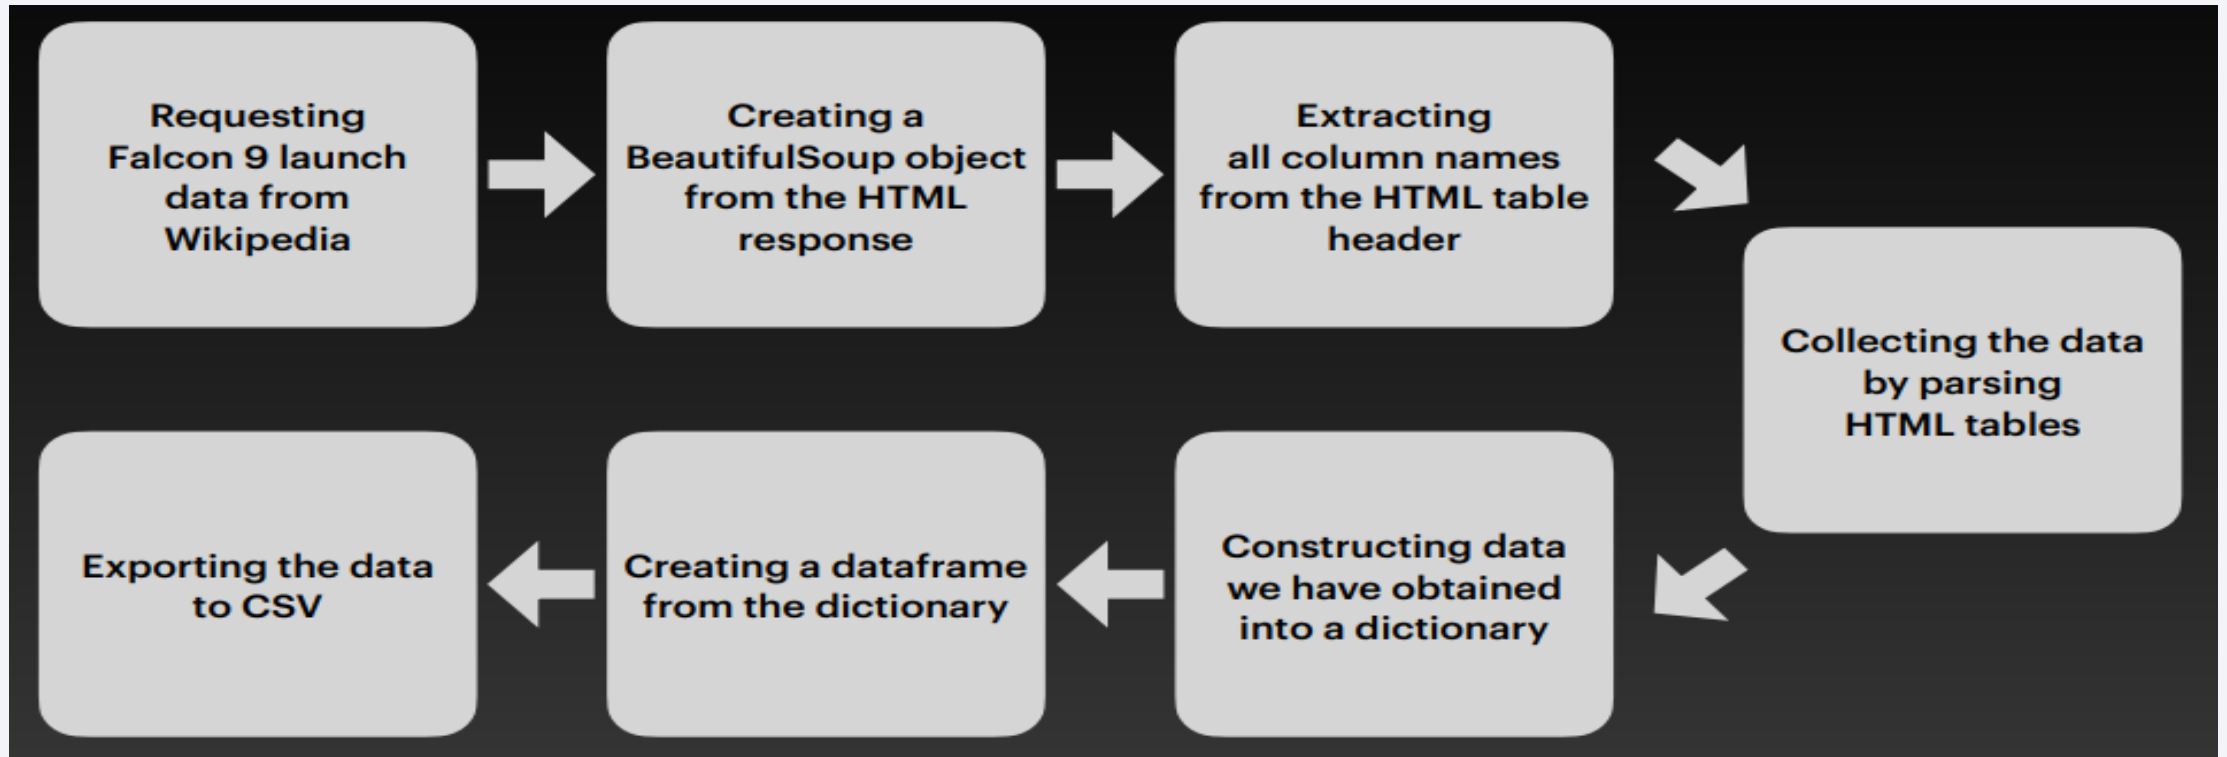 Requesting
Falcon 9 launch
data from
Wikipedia
Creating a
BeautifulSoup object
from the HTML
response
Extracting
all column names
from the HTML table
header
Collecting the data
by parsing
HTML tables
Constructing data
we have obtained
into a dictionary
Creating a dataframe
from the dictionary
Exporting the data
to CSV